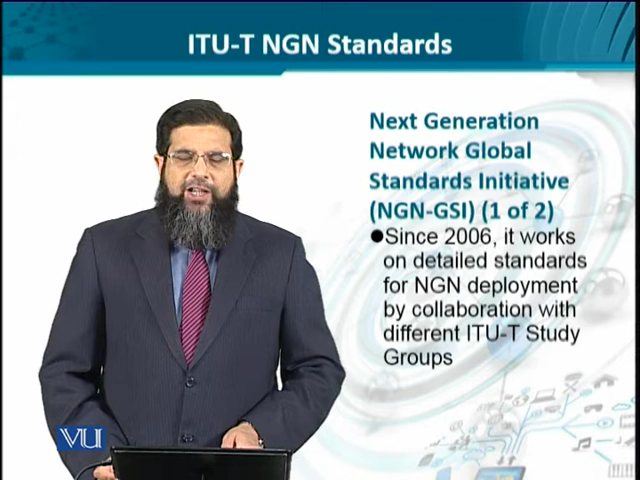 ITU-T NGN Standards
Next Generation
Network Global
Standards Initiative
(NGN-GSI) (1 of 2)
●Since 2006, it works
on detailed standards
for NGN deployment
by collaboration with
different ITU-T Study
Groups
VU